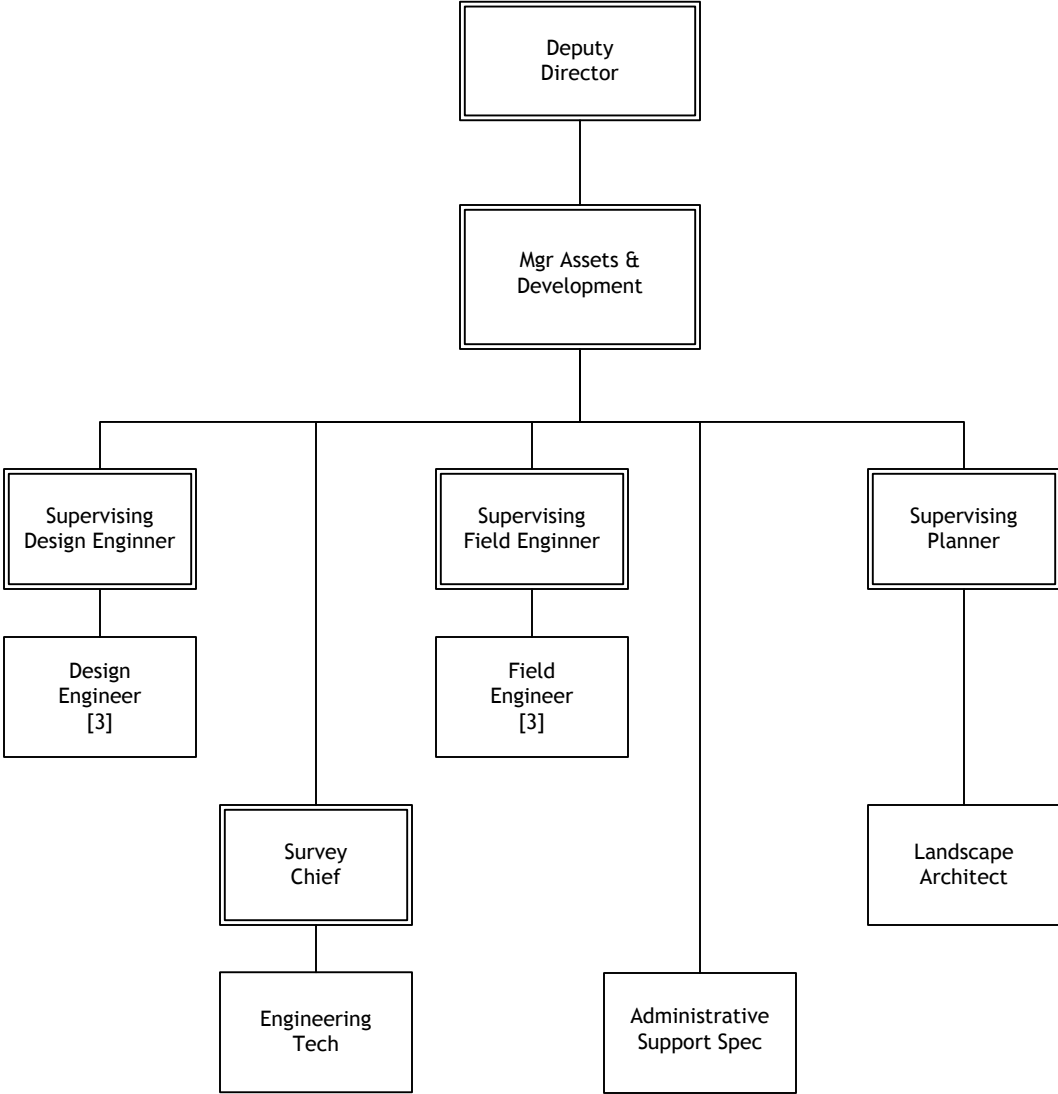 Deputy
Director
Mgr Assets &
Development
Supervising
Design Enginner
Supervising
Field Enginner
Supervising
Planner
Design
Engineer
[3]
Field
Engineer
[3]
Survey
Chief
Landscape
Architect
Engineering
Tech
Administrative
Support Spec